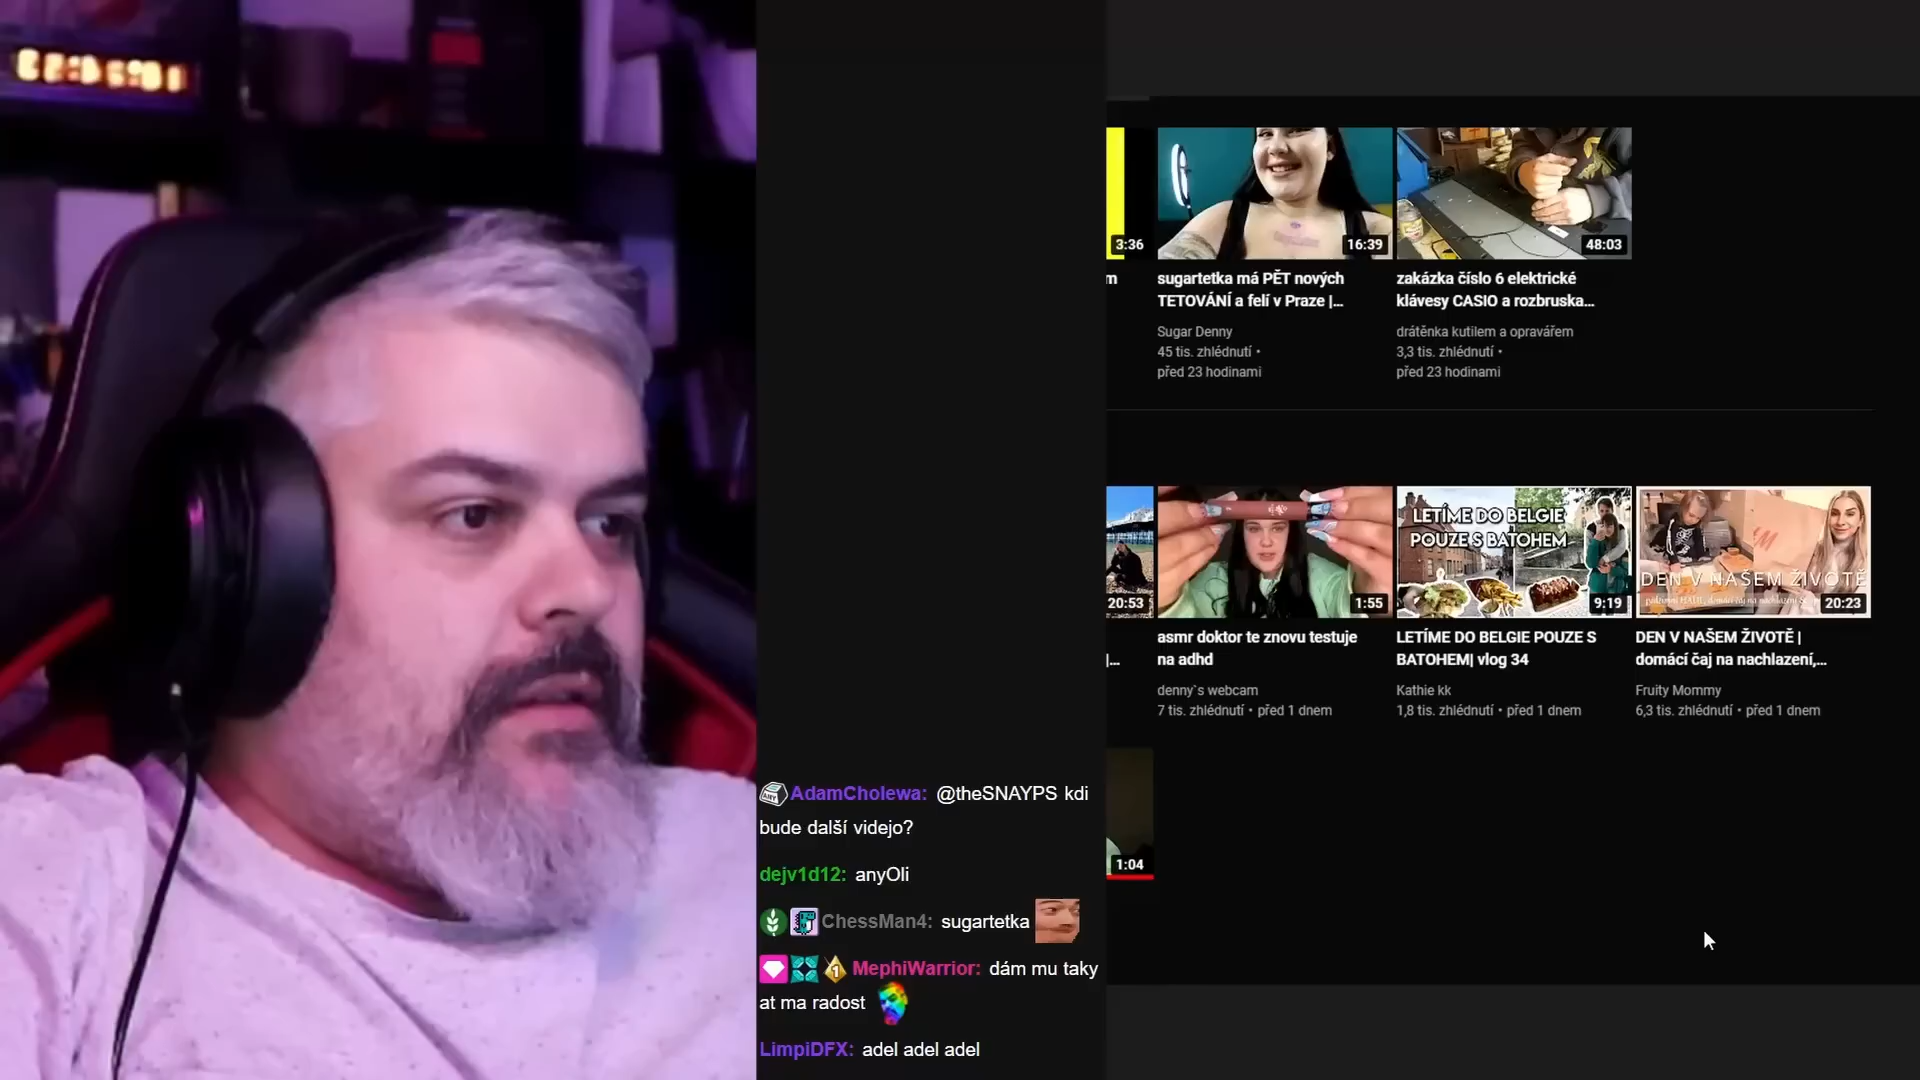 AdamCholewa: @theSNAYPS kdi
bude další videjo?
dejv1d12: anyOli
ChessMan4: sugartetka
MephiWarrior: dám mu taky
at ma radost
LimpiDFX: adel adel adel
3:36
16:39
48:03
sugartetka má PĚT nových
TETOVÁNÍ a felí v Praze |...
Sugar Denny
45 tis. zhlédnutí •
před 23 hodinami
zakázka číslo 6 elektrické
klávesy CASIO a rozbruska...
drátěnka kutilem a opravářem
3,3 tis. zhlédnutí •
před 23 hodinami
20:53
1:55
LETÍME DO BELGIE
POUZE S BATOHEM
9:19
DEN V NAŠEM ŽIVOTĚ
20:23
|...
asmr doktor te znovu testuje
na adhd
denny`s webcam
7 tis. zhlédnutí • před 1 dnem
LETÍME DO BELGIE POUZE S
BATOHEM| vlog 34
Kathie kk
1,8 tis. zhlédnutí • před 1 dnem
DEN V NAŠEM ŽIVOTĚ |
domácí čaj na nachlazení,...
Fruity Mommy
6,3 tis. zhlédnutí • před 1 dnem
1:04